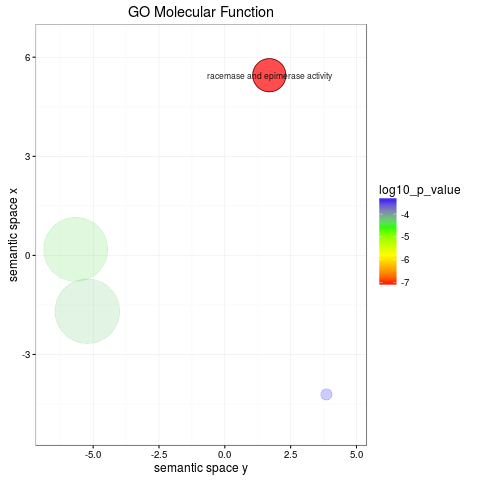 GO Molecular Function
6
3
0
-3
semantic space x
racemase and epimerase activity
-5.0
-2.5
0.0
2.5
5.0
semantic space y
log10_p_value
-4
-5
-6
-7